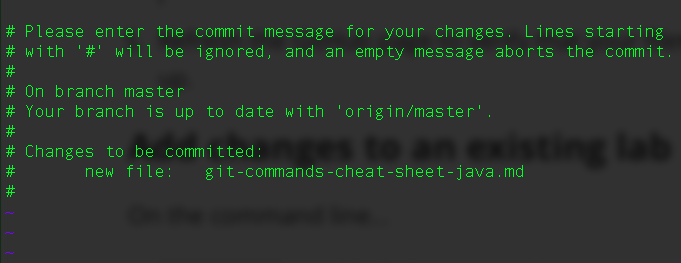 # Please enter the commit message for your changes. Lines starting
# with '#' will be ignored, and an empty message aborts the commit.
#
# On branch master
# Your branch is up to date with 'origin/master'.
#
# Changes to be committed:
#       new file:   git-commands-cheat-sheet-java.md
#
~
~
~
Add changes to an existing lab
On the command line...